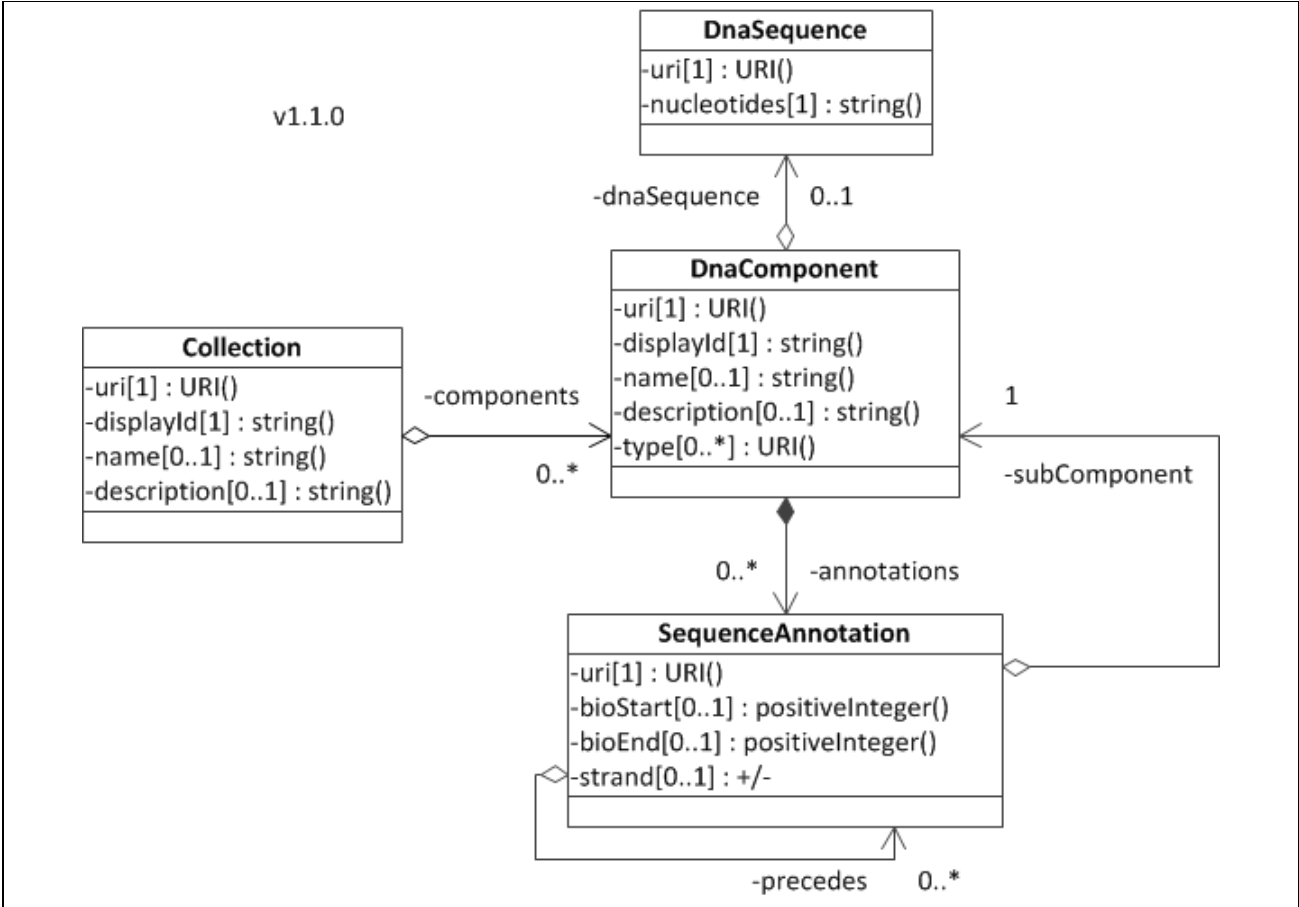 DnaSequence
-uri[1] : URI()
-nucleotides[1] : string()
v1.1.0
-dnaSequence
0..1
DnaComponent
-uri[1] : URI()
-displayId[1] : string()
-name[0..1] : string()
-description[0..1] : string()
-type[0..*] : URI()
Collection
-uri[1] : URI()
-displayId[1] : string()
-name[0..1] : string()
-description[0..1] : string()
-components
0..*
1
-subComponent
0..*
-annotations
SequenceAnnotation
-uri[1] : URI()
-bioStart[0..1] : positiveInteger()
-bioEnd[0..1] : positiveInteger()
-strand[0..1] : +/-
-precedes
0..*